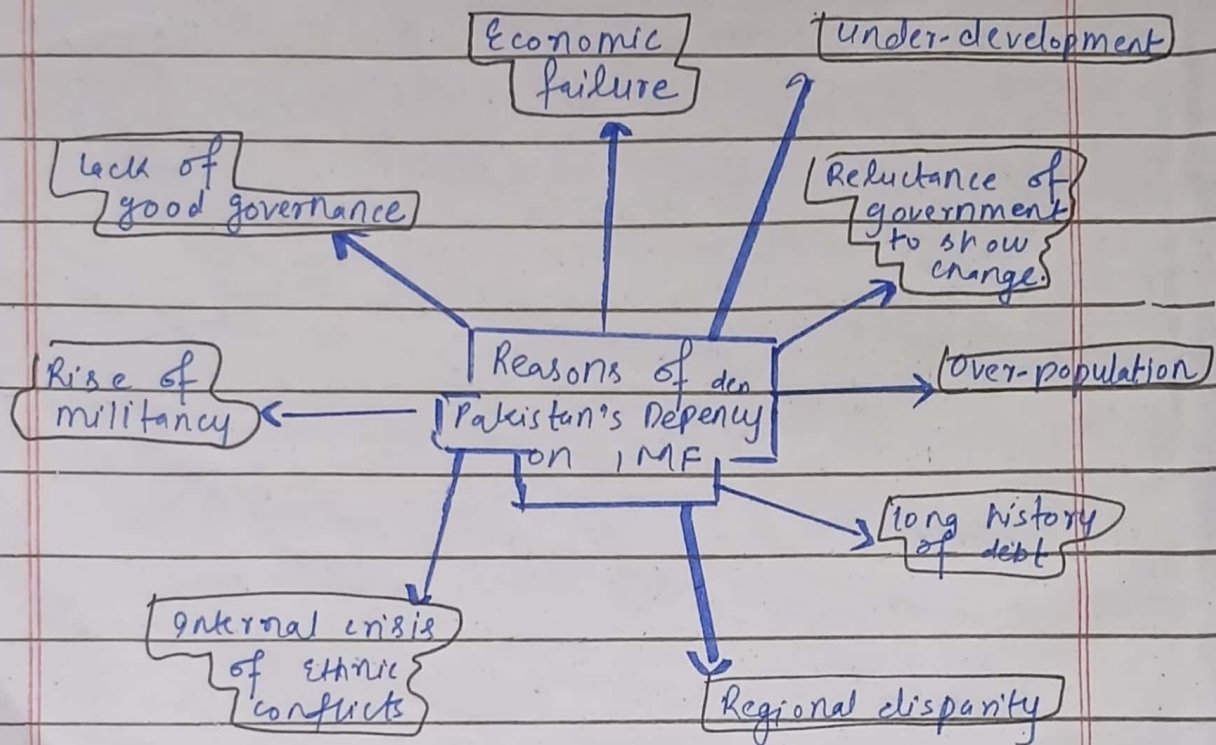 Economic
failure
Under-development
Lack of
good governance
Reluctance of
government
to show
change.
Reasons of den
Pakistan's Depency
on IMF
Over-population
Rise of
militancy
long history
of debt
Internal crisis
of Ethnic
conflicts
Regional disparity